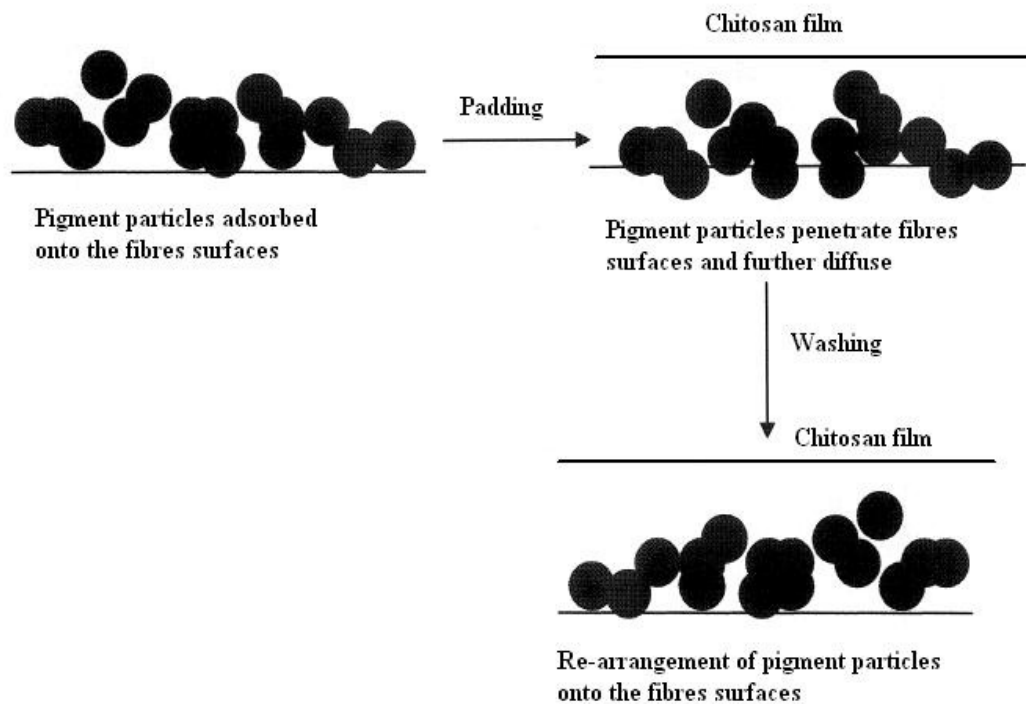 Chitosan film
Padding
Pigment particles adsorbed
onto the fibres surfaces
Pigment particles penetrate fibres
surfaces and further diffuse
Washing
Chitosan film
Re-arrangement of pigment particles
onto the fibres surfaces